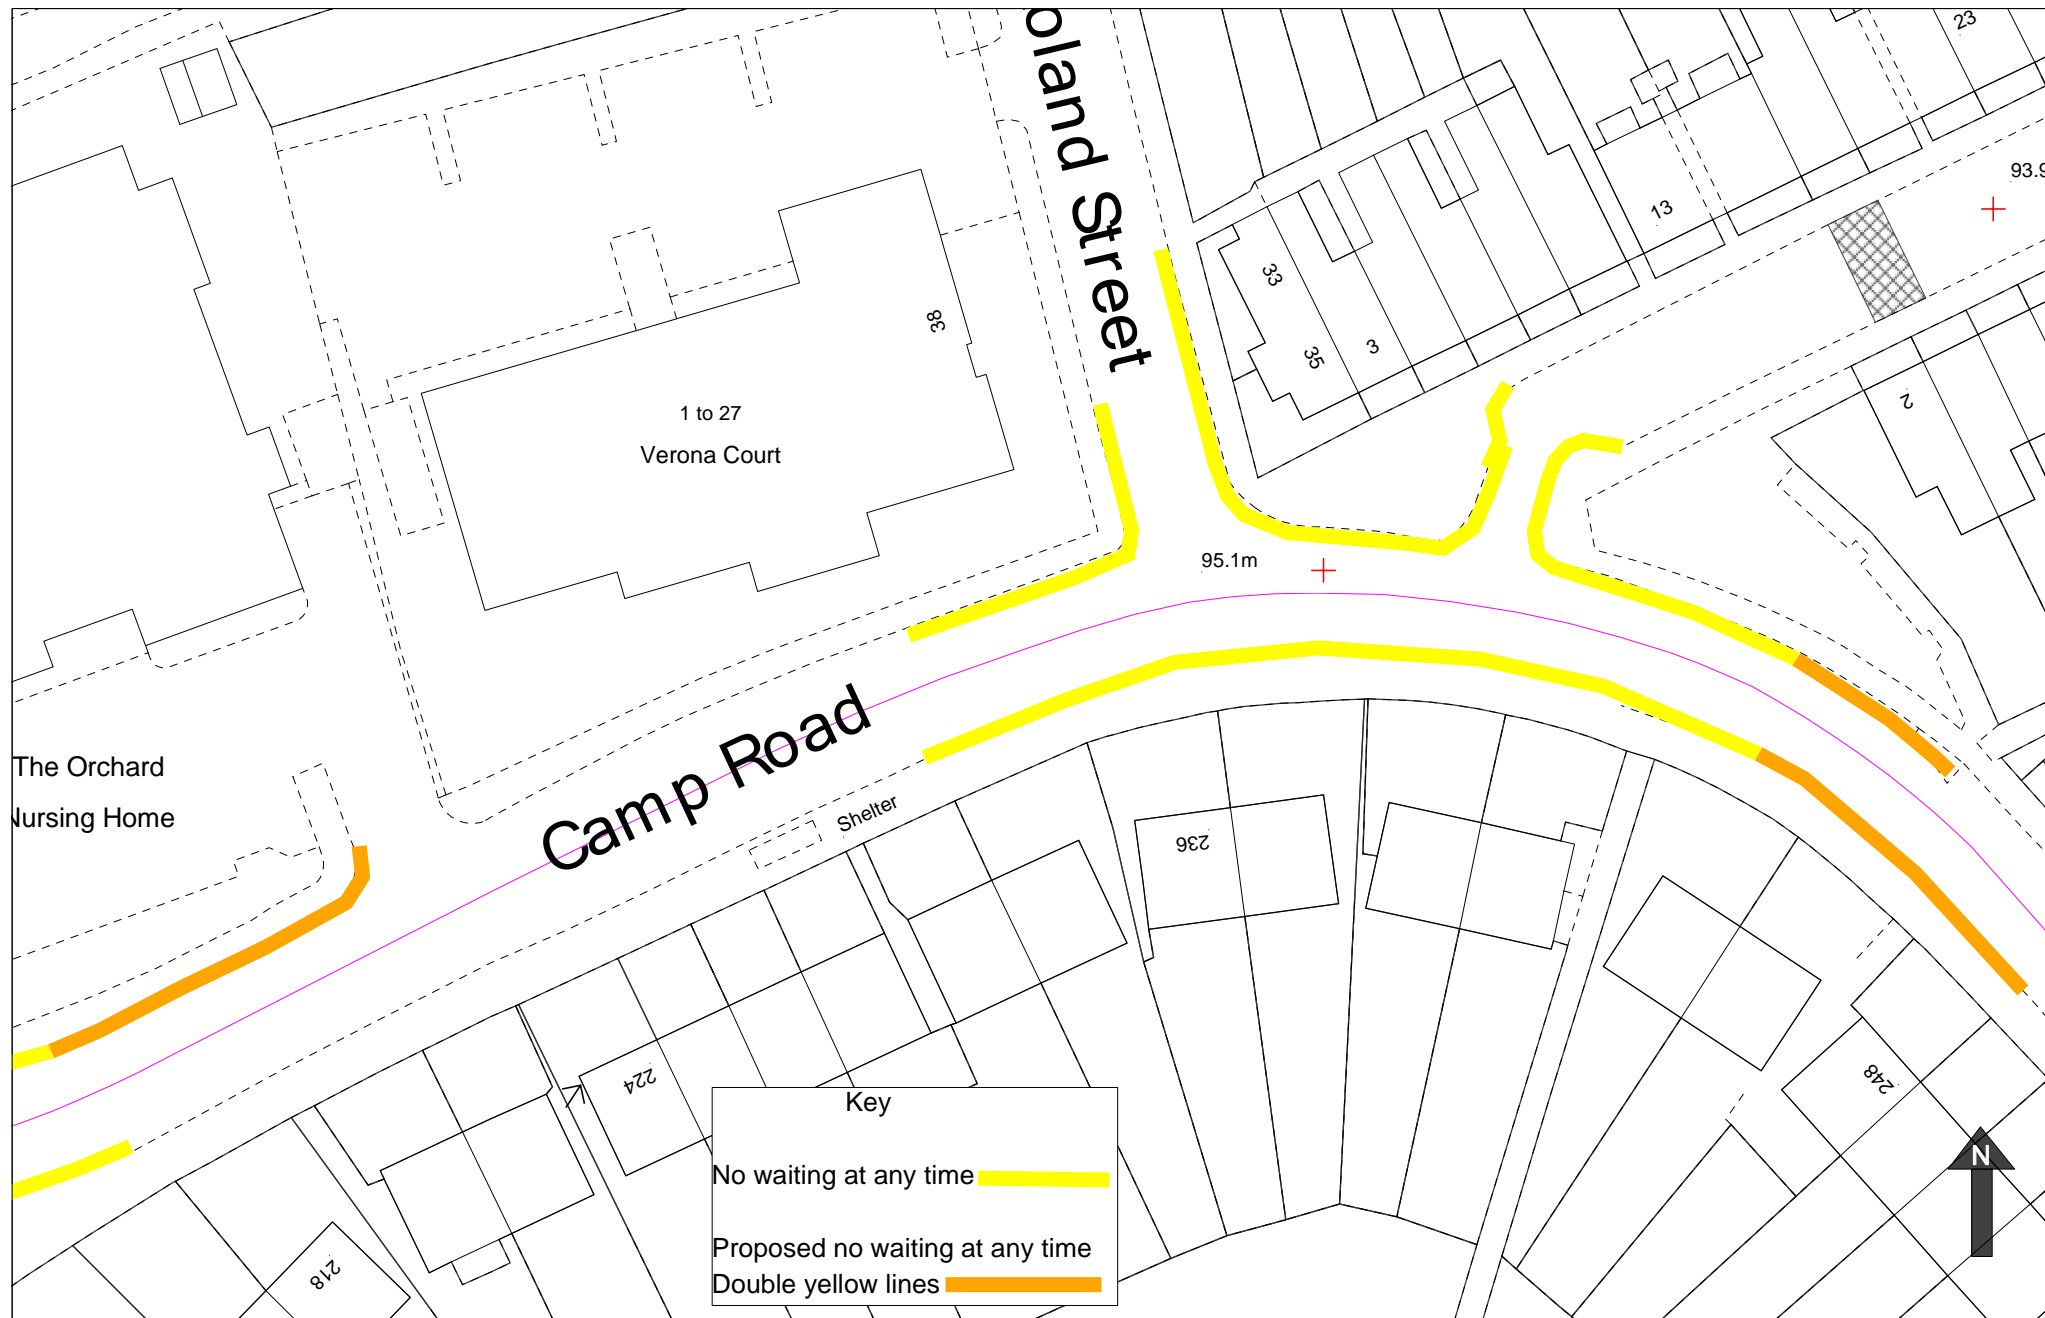 oland Street
23
93.9
13
33
35
3
38
2
1 to 27
Verona Court
95.1m
Camp Road
Shelter
The Orchard
Nursing Home
236
224
248
218
Key
No waiting at any time
Proposed no waiting at any time
Double yellow lines
N